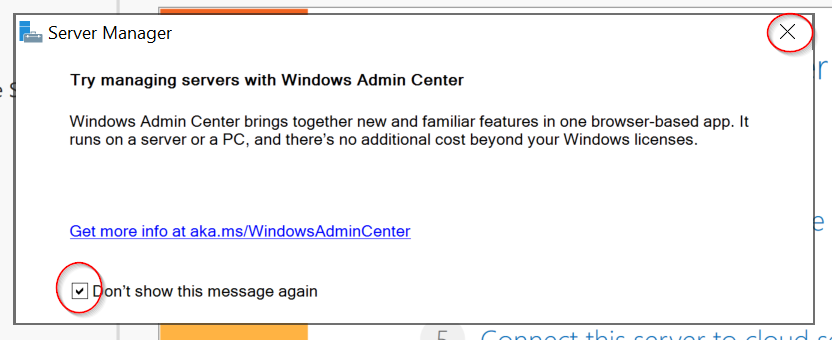 Server Manager
Try managing servers with Windows Admin Center
Windows Admin Center brings together new and familiar features in one browser-based app. It
runs on a server or a PC, and there's no additional cost beyond your Windows licenses.
Get more info at aka.ms/WindowsAdminCenter
Don't show this message again
5 Connect this server to cloud